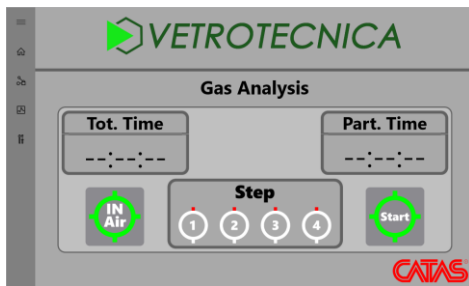 VETROTECNICA
Gas Analysis
Tot. Time
Part. Time
--:--:--
--:--:--
Step
IN
Air
1 2 3 4
Start
CATAS